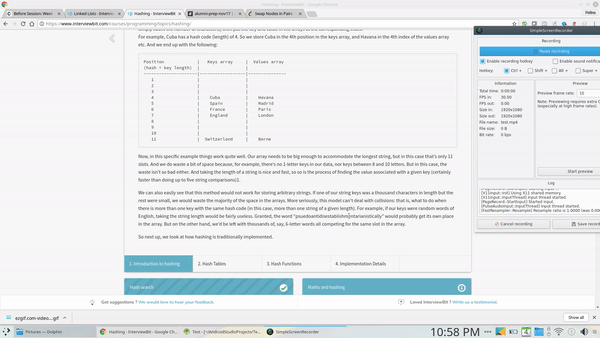 Before Session: Wann
Linked Lists - Interview
Hashing - InterviewBit
alumni prep nov17
Swap Nodes in Pairs
https://www.interviewbit.com/courses/programming/topics/hashing/
For example, Cuba has a hash code (length) of 4. So we store Cuba in the 4th position in the keys array, and Havana in the 4th index of the values array
etc. And we end up with the following:
Position | Keys array | Values array
(hash = key length) | |
1 | |
2 | |
3 | |
4 | Cuba | Havana
5 | Spain | Madrid
6 | France | Paris
7 | England | London
8 | |
9 | |
10 | |
11 | Switzerland | Berne
Now, in this specific example things work quite well. Our array needs to be big enough to accommodate the longest string, but in this case that's only 11
slots. And we do waste a bit of space because, for example, there's no 1-letter keys in our data, nor keys between 8 and 10 letters. But in this case, the
waste isn't so bad either. And taking the length of a string is nice and fast, so so is the process of finding the value associated with a given key (certainly
faster than doing up to five string comparisons).
We can also easily see that this method would not work for storing arbitrary strings. If one of our string keys was a thousand characters in length but the
rest were small, we would waste the majority of the space in the arrays. More seriously, this model can't deal with collisions: that is, what to do when
there is more than one key with the same hash code (in this case, more than one string of a given length). For example, if our keys were random words of
English, taking the string length would be fairly useless. Granted, the word "psuedoantidisestablishmentarianistically" would probably get its own place
in the array. But on the other hand, we'd be left with thousands of, say, 6-letter words all competing for the same slot in the array.
So next up, we look at how hashing is traditionally implemented.
1. Introduction to hashing
2. Hash Tables
3. Hash Functions
4. Implementation Details
Hash search
Maths and hashing
Got suggestions ? We would love to hear your feedback.
Loved InterviewBit ? Write us a testimonial.
SimpleScreenRecorder
Recording
Pause recording
Enable recording hotkey
Enable sound notifica
Hotkey: Ctrl + Shift + Alt + Super +
Information
Total time: 0:00:00
FPS in: 30.00
FPS out: 0.00
Size in: 1920x1080
Size out: 1920x1080
File name: test.mp4
File size: 0 B
Bit rate: 0 bps
Preview
Preview frame rate: 10
Note: Previewing requires extra C
(especially at high frame rates).
Start preview
Log
[X11Input::Init] Using X11 shared memory.
[X11Input::InputThread] Input thread started.
[PageRecord::StartInput] Started input.
[PulseAudioInput::InputThread] Input thread started.
[FastResampler::Resample] Resample ratio is 1.0000 (was 0.000
Cancel recording
Save record
ezgif.com-video....gif
Show all
Pictures — Dolphin
Hashing - InterviewBit - Google Ch...
Test - [~/AndroidStudioProjects/Te...
SimpleScreenRecorder
10:58 PM